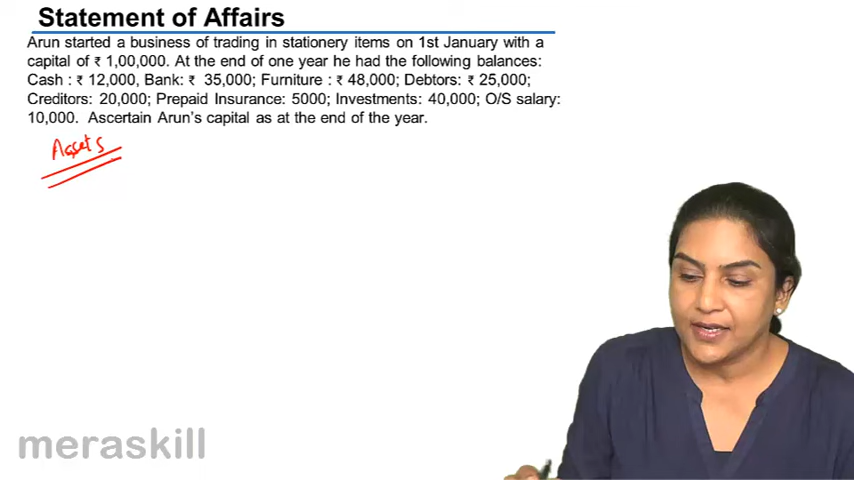 Statement of Affairs
Arun started a business of trading in stationery items on 1st January with a
capital of ₹ 1,00,000. At the end of one year he had the following balances:
Cash : ₹ 12,000, Bank: ₹ 35,000; Furniture : ₹ 48,000; Debtors: ₹ 25,000;
Creditors: 20,000; Prepaid Insurance: 5000; Investments: 40,000; O/S salary:
10,000. Ascertain Arun's capital as at the end of the year.
Assets
meraskill